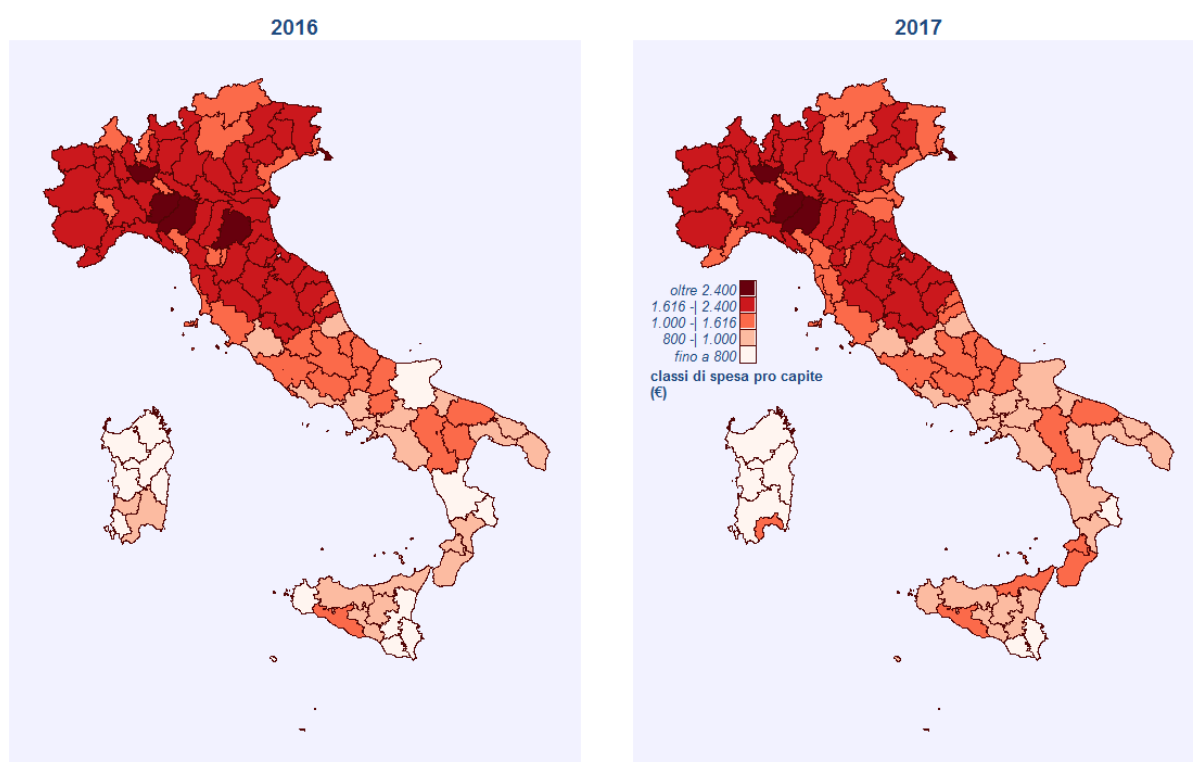 2016
2017
oltre 2.400
1.616 -| 2.400
1.000 -| 1.616
800 -| 1.000
fino a 800
classi di spesa pro capite
(€)